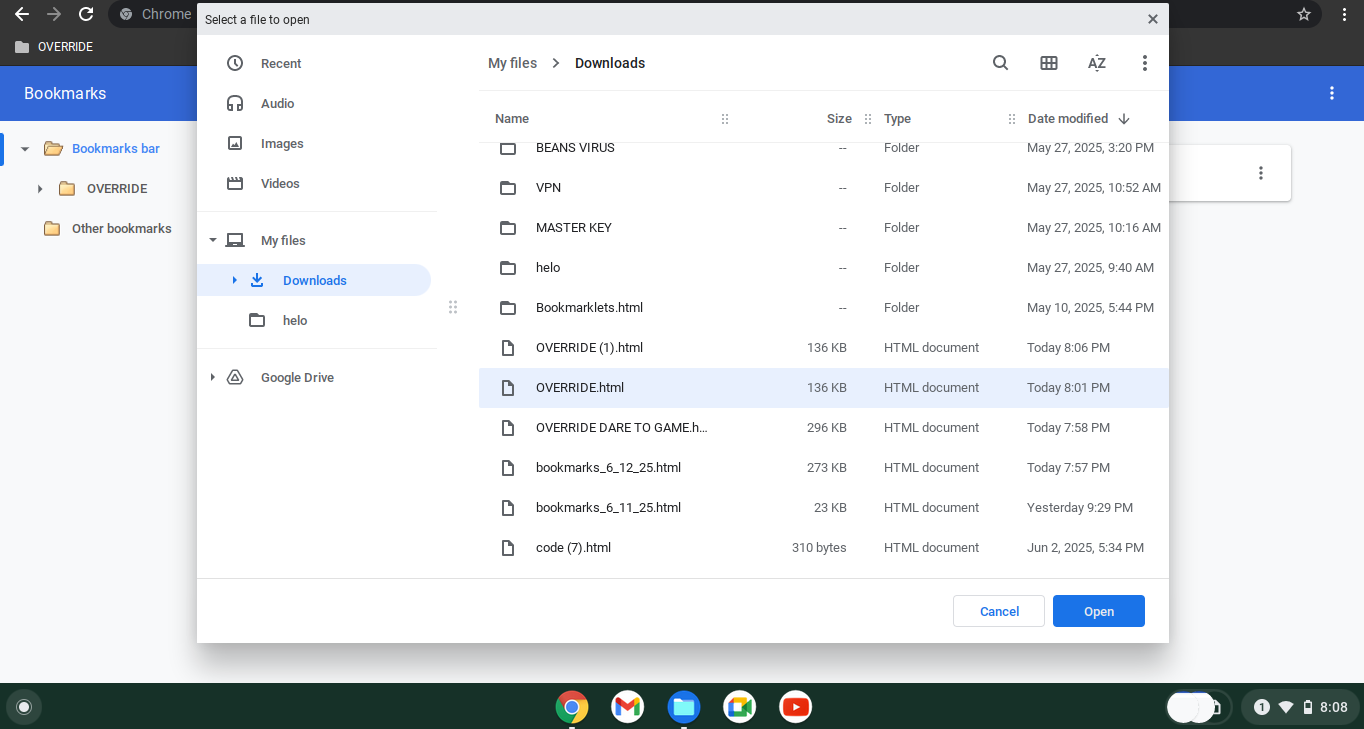 Chrome
Select a file to open
OVERRIDE
Bookmarks
Bookmarks bar
OVERRIDE
Other bookmarks
Recent
Audio
Images
Videos
My files
Downloads
helo
Google Drive
My files Downloads
AZ
Name Size Type Date modified
BEANS VIRUS -- Folder May 27, 2025, 3:20 PM
VPN -- Folder May 27, 2025, 10:52 AM
MASTER KEY -- Folder May 27, 2025, 10:16 AM
helo -- Folder May 27, 2025, 9:40 AM
Bookmarklets.html -- Folder May 10, 2025, 5:44 PM
OVERRIDE (1).html 136 KB HTML document Today 8:06 PM
OVERRIDE.html 136 KB HTML document Today 8:01 PM
OVERRIDE DARE TO GAME.h... 296 KB HTML document Today 7:58 PM
bookmarks_6_12_25.html 273 KB HTML document Today 7:57 PM
bookmarks_6_11_25.html 23 KB HTML document Yesterday 9:29 PM
code (7).html 310 bytes HTML document Jun 2, 2025, 5:34 PM
Cancel Open
1 8:08